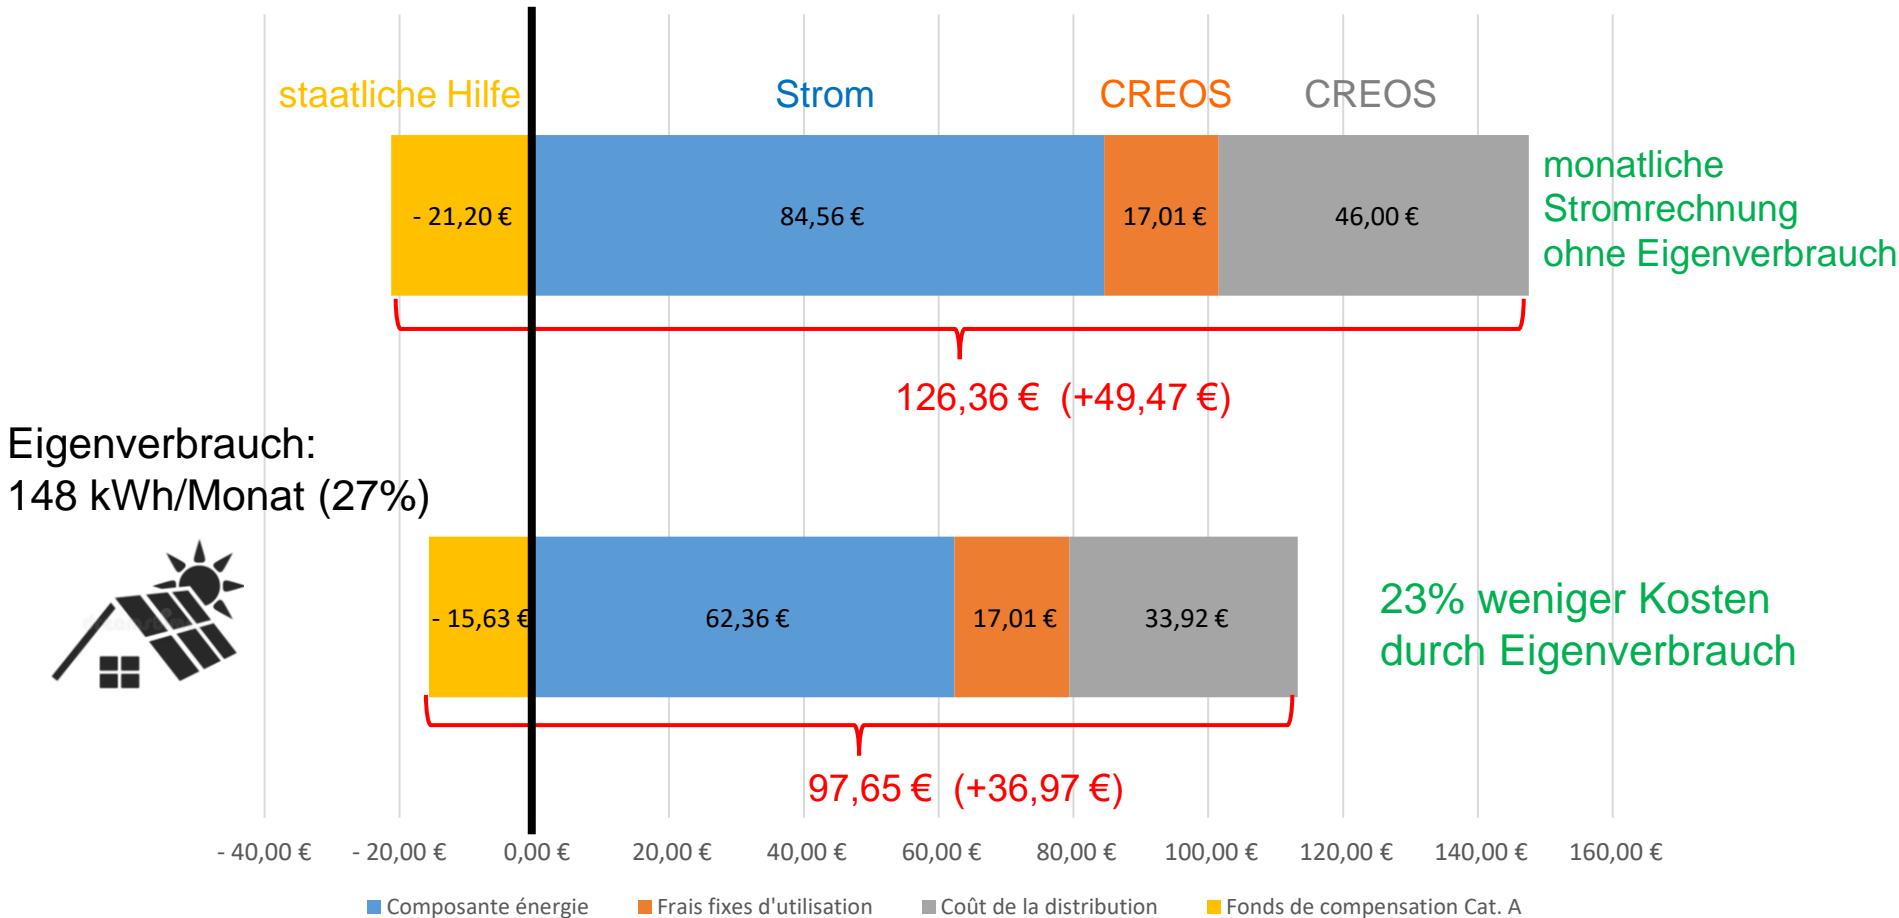 staatliche Hilfe Strom CREOS CREOS
- 21,20 € 84,56 € 17,01 € 46,00 €
monatliche
Stromrechnung
ohne Eigenverbrauch
126,36 € (+49,47 €)
Eigenverbrauch:
148 kWh/Monat (27%)
- 15,63 € 62,36 € 17,01 € 33,92 €
23% weniger Kosten
durch Eigenverbrauch
97,65 € (+36,97 €)
- 40,00 € - 20,00 € 0,00 € 20,00 € 40,00 € 60,00 € 80,00 € 100,00 € 120,00 € 140,00 € 160,00 €
Composante énergie Frais fixes d'utilisation Coût de la distribution Fonds de compensation Cat. A